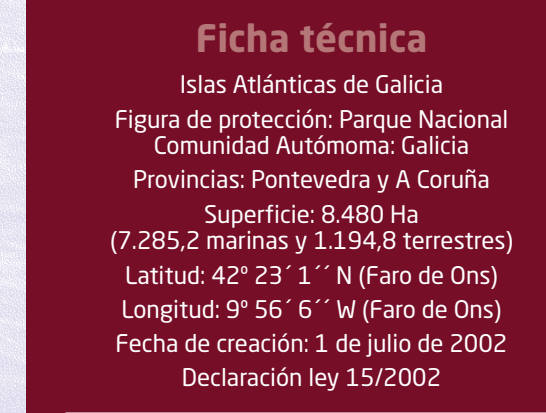 Ficha técnica
Islas Atlánticas de Galicia
Figura de protección: Parque Nacional
Comunidad Autómoma: Galicia
Provincias: Pontevedra y A Coruña
Superficie: 8.480 Ha
(7.285,2 marinas y 1.194,8 terrestres)
Latitud: 42º 23´ 1´´ N (Faro de Ons)
Longitud: 9º 56´ 6´´ W (Faro de Ons)
Fecha de creación: 1 de julio de 2002
Declaración ley 15/2002